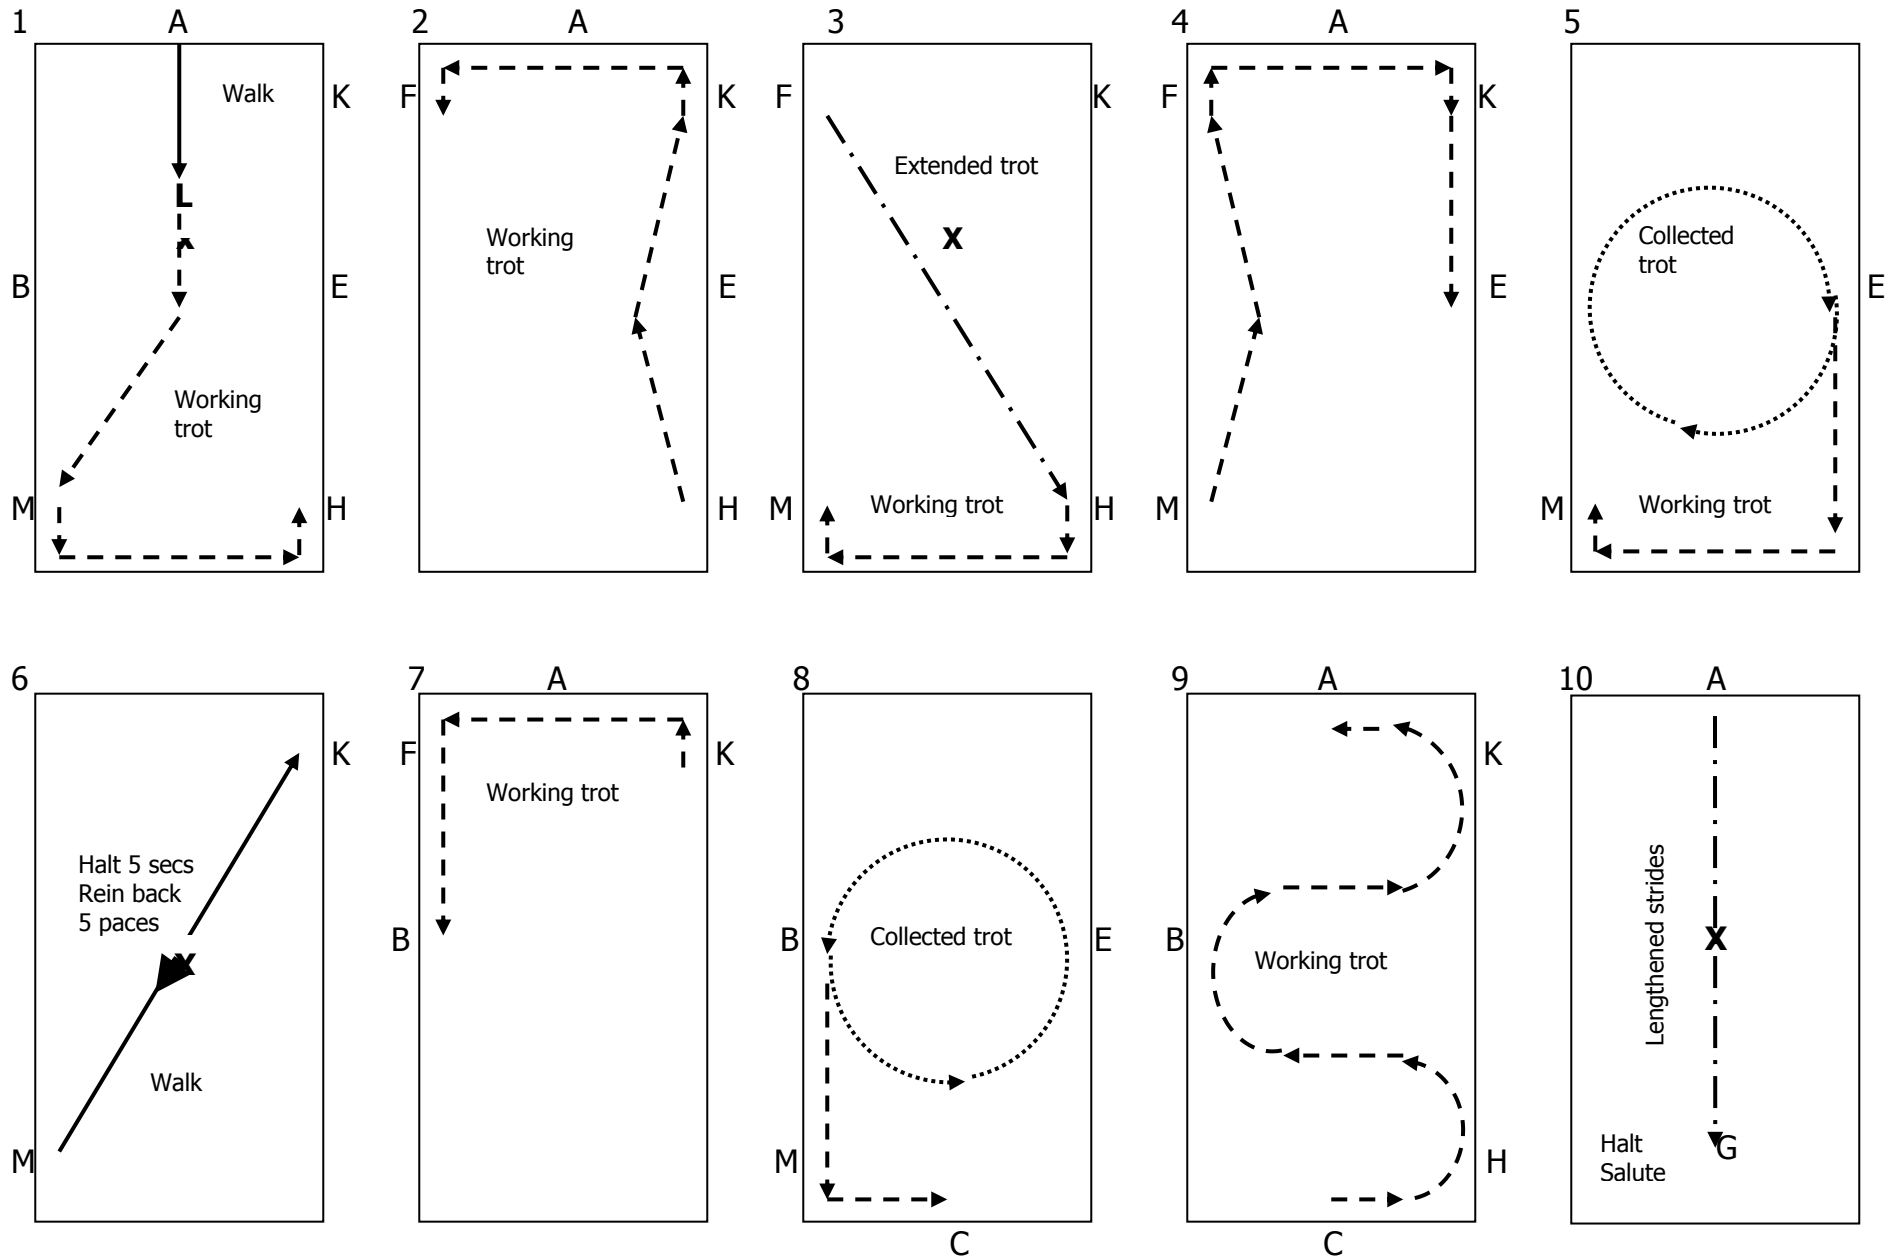 1
A
Walk
K
L
X
B
E
Working
trot
M
H
2
A
F
K
Working
trot
E
H
3
F
K
Extended trot
X
M
Working trot
H
4
A
F
K
E
M
5
Collected
trot
E
M
Working trot
6
K
Halt 5 secs
Rein back
5 paces
X
Walk
M
7
A
F
K
Working trot
B
8
B
Collected trot
E
M
C
9
A
K
B
Working trot
H
C
10
A
Lengthened strides
X
Halt
Salute
G